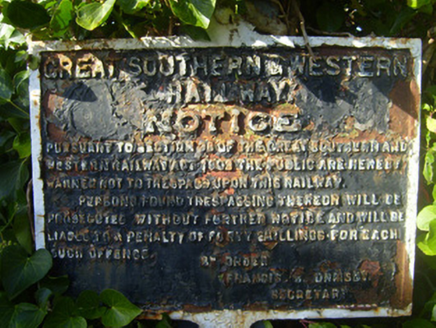 GREAT SOUTHERN & WESTERN
RAILWAY.
NOTICE
PURSUANT TO SECTION OF THE GREAT SOUTHERN AND
WESTERN RAILWAY ACT THE PUBLIC ARE HEREBY
WARNED NOT TO TRESPASS UPON THIS RAILWAY.
PERSONS FOUND TRESPASSING THEREON WILL BE
PROSECUTED WITHOUT FURTHER NOTICE AND WILL BE
LIABLE TO A PENALTY OF FORTY SHILLINGS FOR EACH
SUCH OFFENCE.
BY ORDER
FRANCIS B. ORMSBY.
SECRETARY